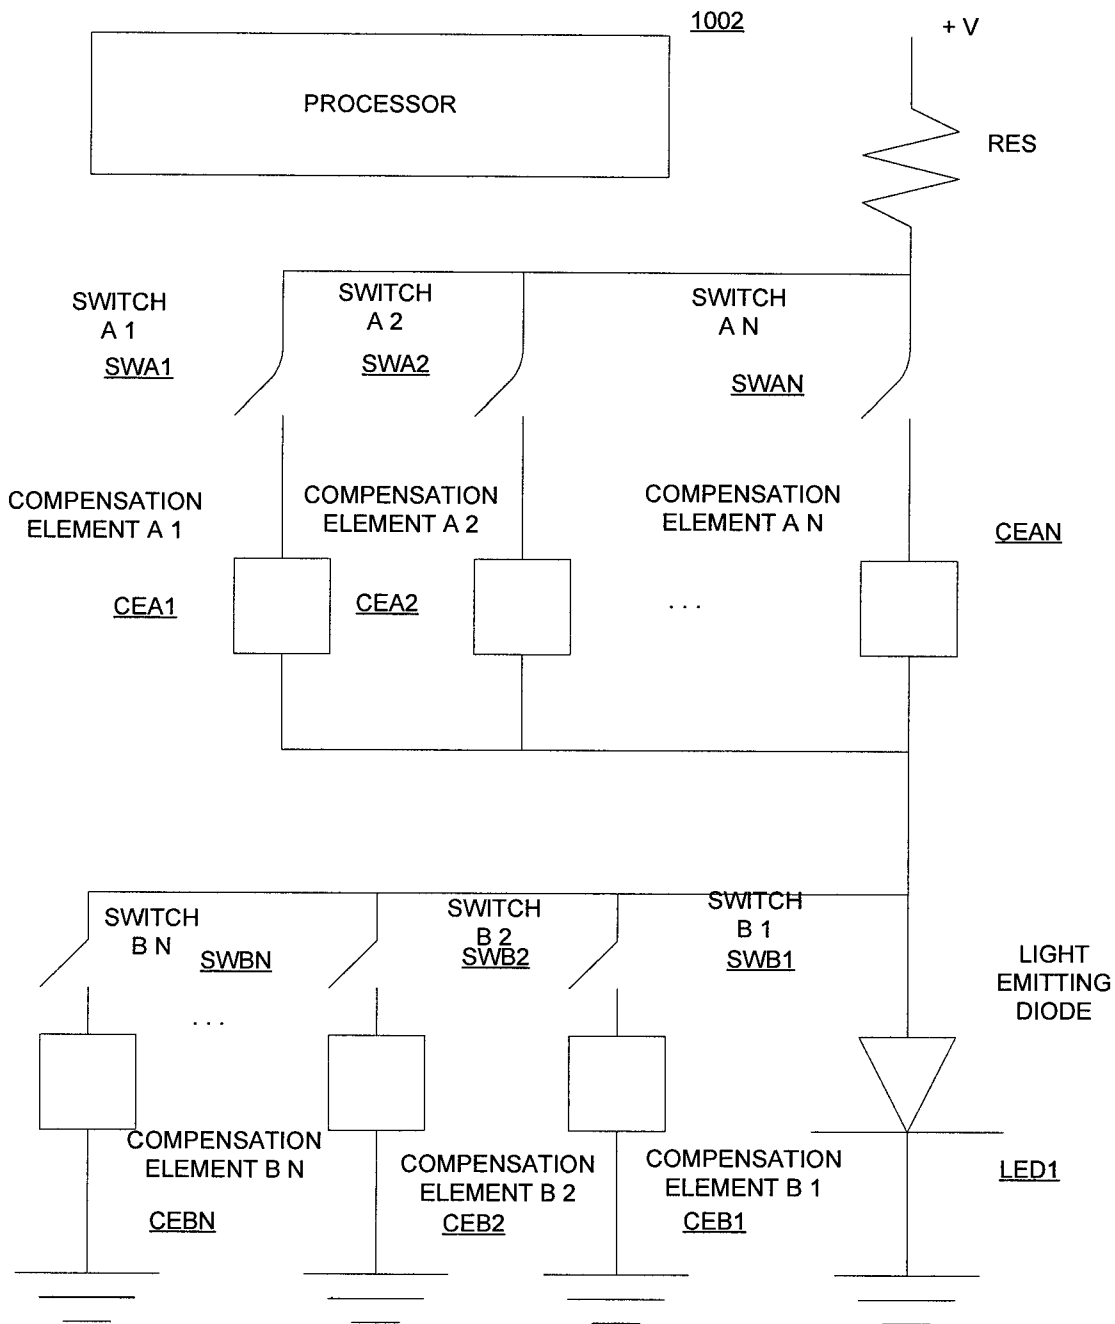 1002
+ V
PROCESSOR
RES
SWITCH
A 1
SWA1
SWITCH
A 2
SWA2
SWITCH
A N
SWAN
COMPENSATION
ELEMENT A 1
CEA1
COMPENSATION
ELEMENT A 2
CEA2
COMPENSATION
ELEMENT A N
CEAN
. . .
SWITCH
B N
SWBN
SWITCH
B 2
SWB2
SWITCH
B 1
SWB1
LIGHT
EMITTING
DIODE
. . .
COMPENSATION
ELEMENT B N
CEBN
COMPENSATION
ELEMENT B 2
CEB2
COMPENSATION
ELEMENT B 1
CEB1
LED1